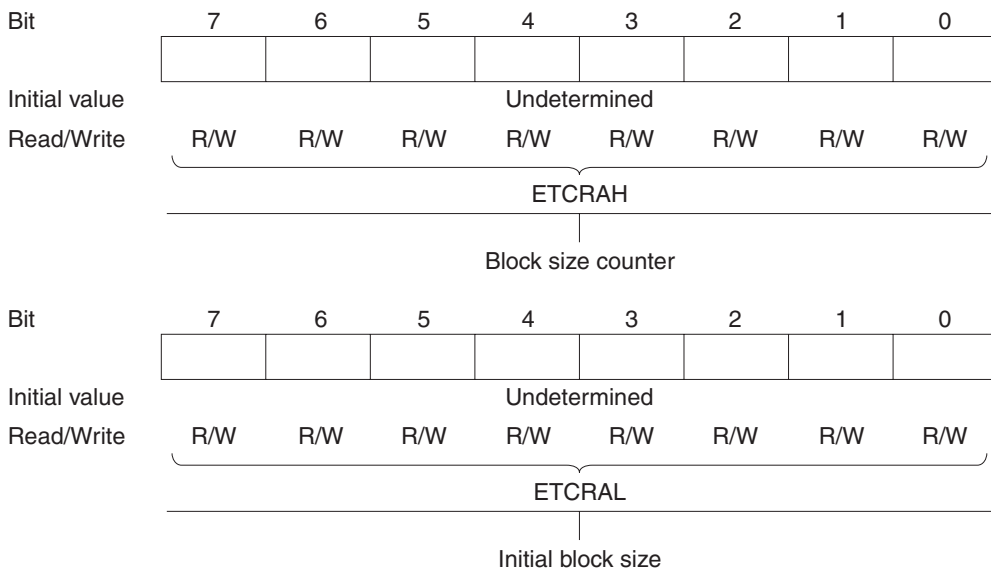 Bit 7 6 5 4 3 2 1 0
Initial value Undetermined
Read/Write R/W R/W R/W R/W R/W R/W R/W R/W
ETCRAH
Block size counter
Bit 7 6 5 4 3 2 1 0
Initial value Undetermined
Read/Write R/W R/W R/W R/W R/W R/W R/W R/W
ETCRAL
Initial block size